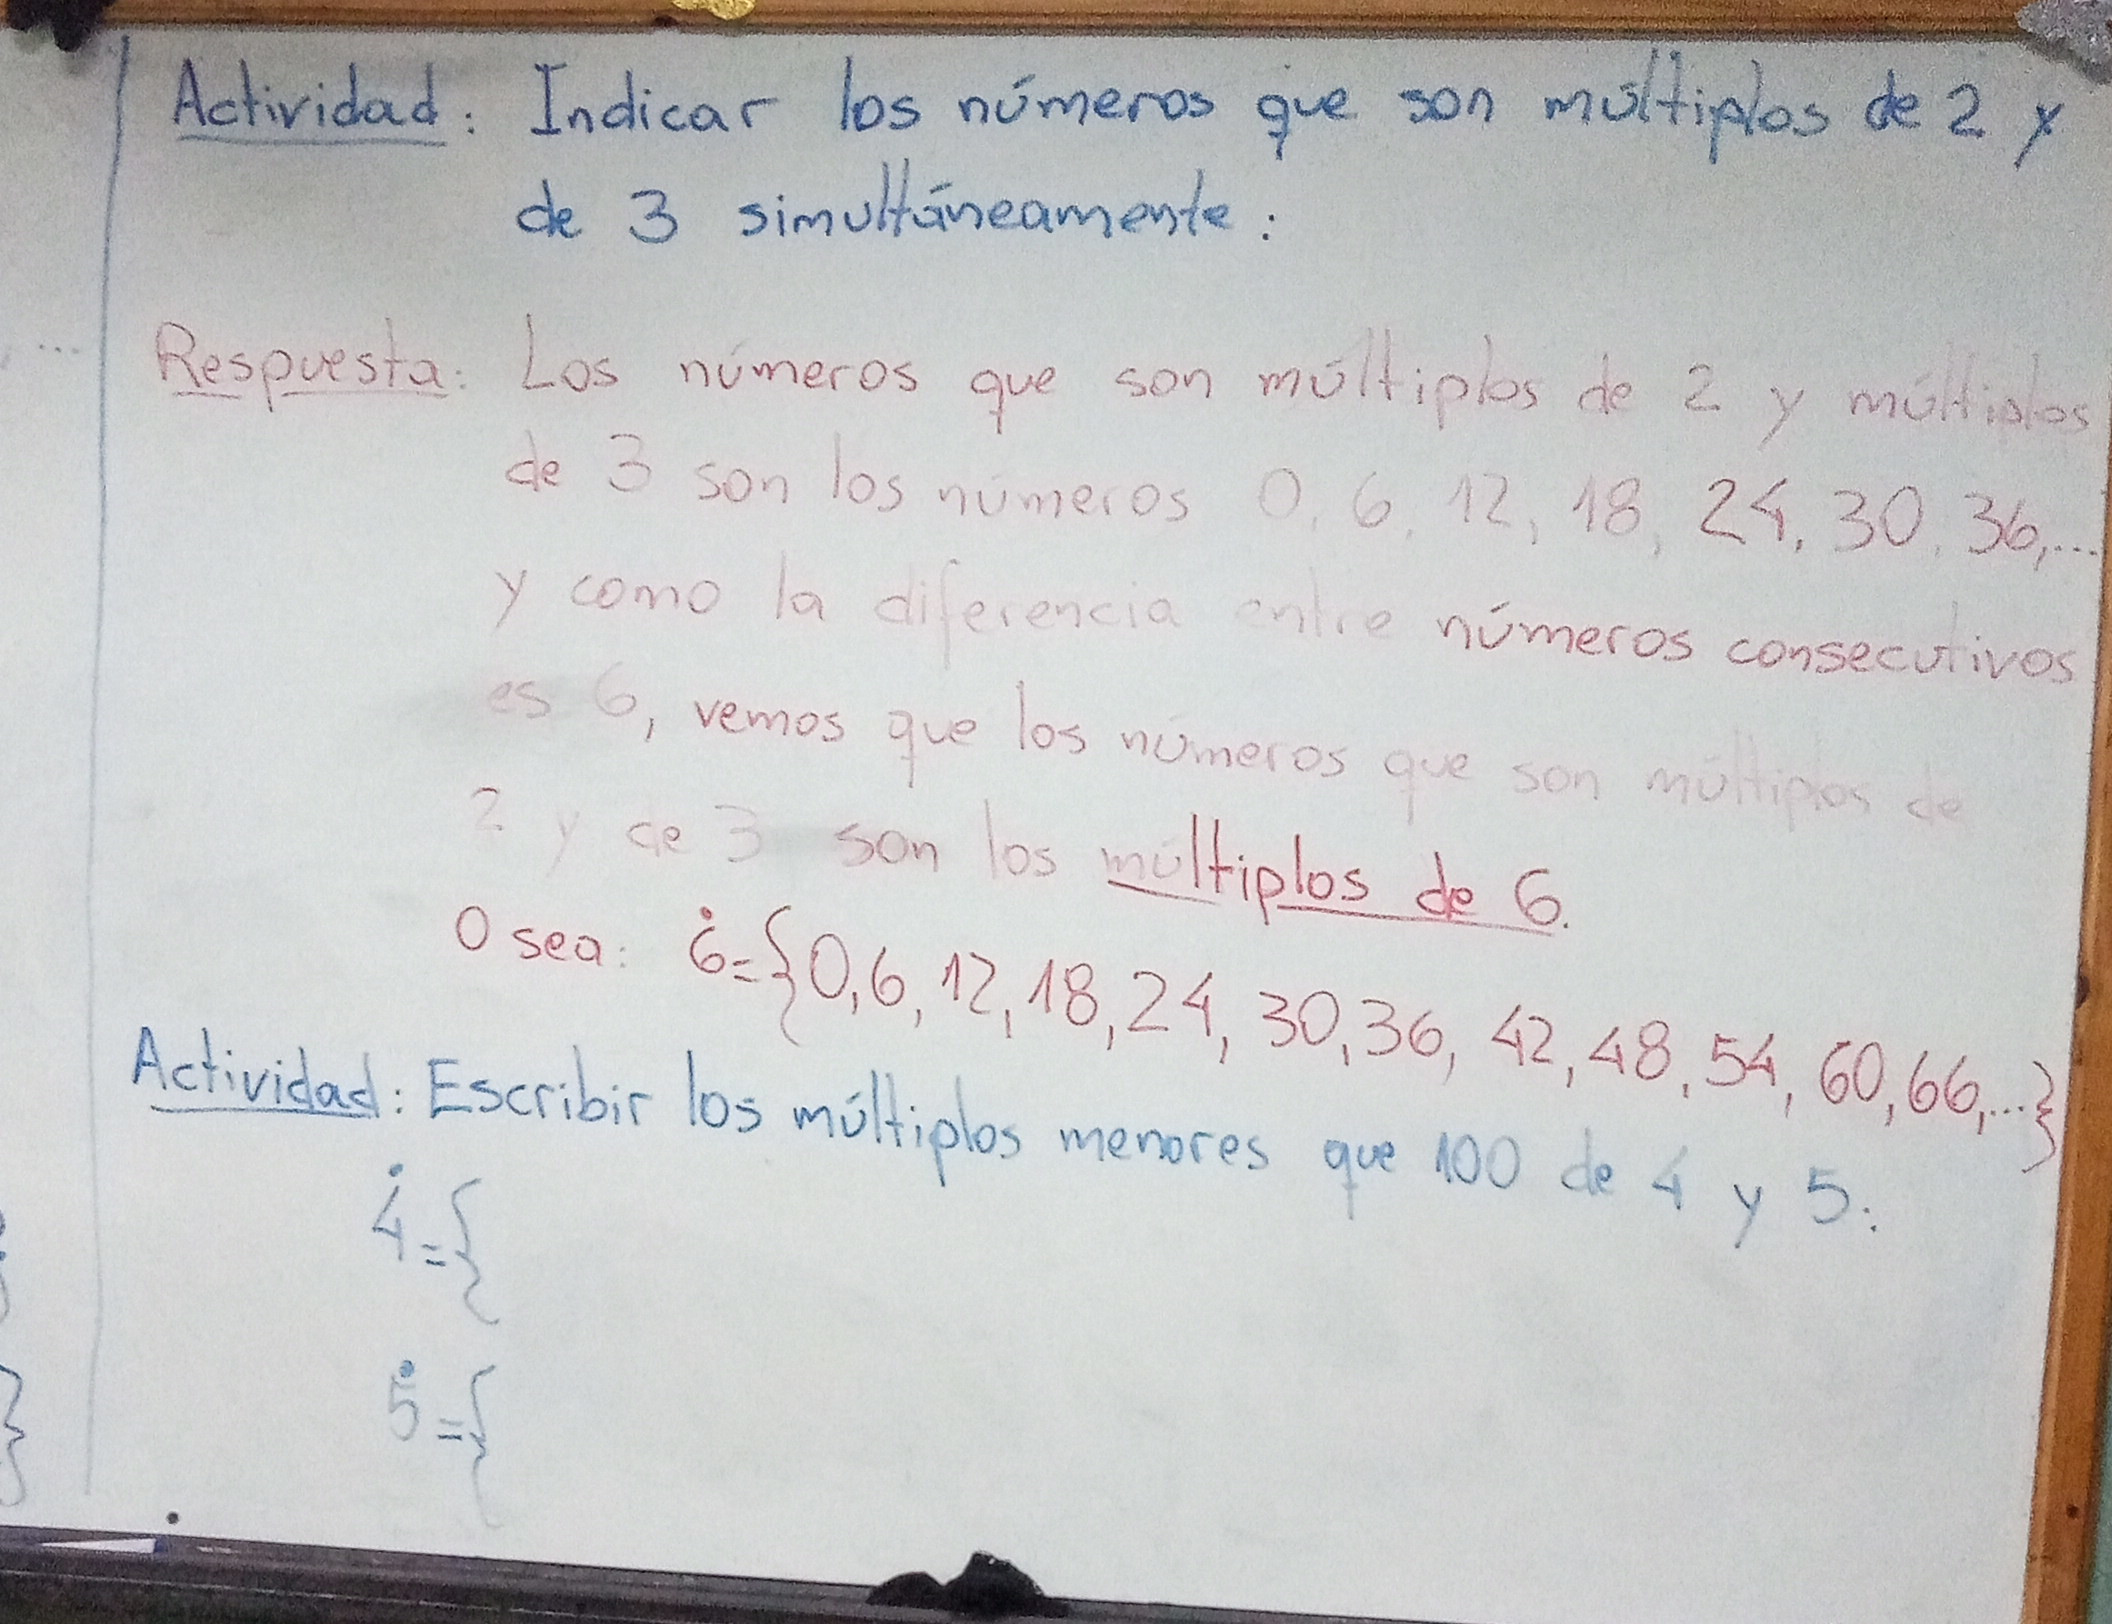 Actividad: Indicar los números que son múltiplos de 2 y
de 3 simultáneamente:
...
Respuesta: Los números que son múltiplos de 2 y múltiplos
de 3 son los números 0, 6, 12, 18, 24, 30, 36,...
y como la diferencia entre números consecutivos
es 6, vemos que los números que son múltiplos de
2 y de 3 son los múltiplos de 6.
O sea: 6̇={0,6,12,18,24,30,36,42,48,54,60,66,...}
Actividad: Escribir los múltiplos menores que 100 de 4 y 5:
4̇={
5̇={
}